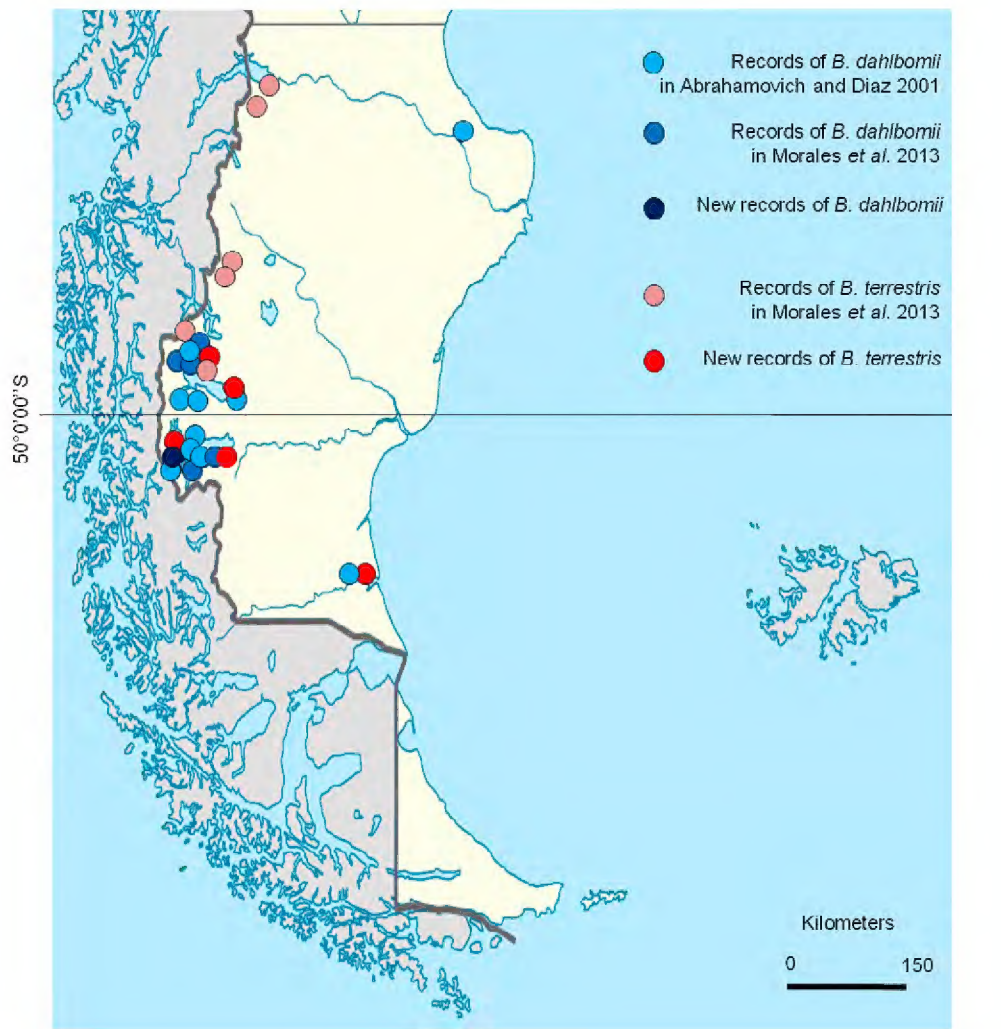 Records of B. dahlbomii
in Abrahamovich and Diaz 2001
Records of B. dahlbomii
in Morales et al. 2013
New records of B. dahlbomii
Records of B. terrestris
in Morales et al. 2013
New records of B. terrestris
50°0'00''S
Kilometers
0 150